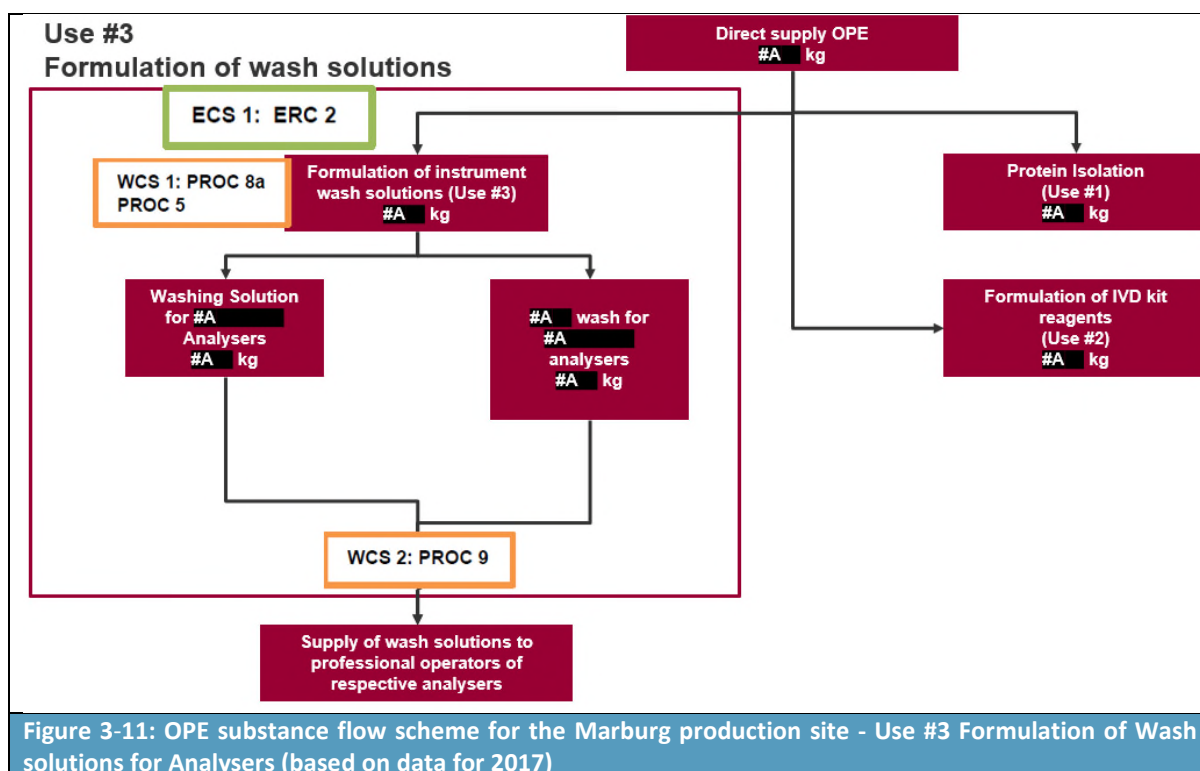 Use #3
Formulation of wash solutions
Direct supply OPE
#A kg
ECS 1: ERC 2
WCS 1: PROC 8a
PROC 5
Formulation of instrument
wash solutions (Use #3)
#A kg
Protein Isolation
(Use #1)
#A kg
Washing Solution
for #A
Analysers
#A kg
#A wash for
#A
analysers
#A kg
Formulation of IVD kit
reagents
(Use #2)
#A kg
WCS 2: PROC 9
Supply of wash solutions to
professional operators of
respective analysers
Figure 3-11: OPE substance flow scheme for the Marburg production site - Use #3 Formulation of Wash
solutions for Analysers (based on data for 2017)